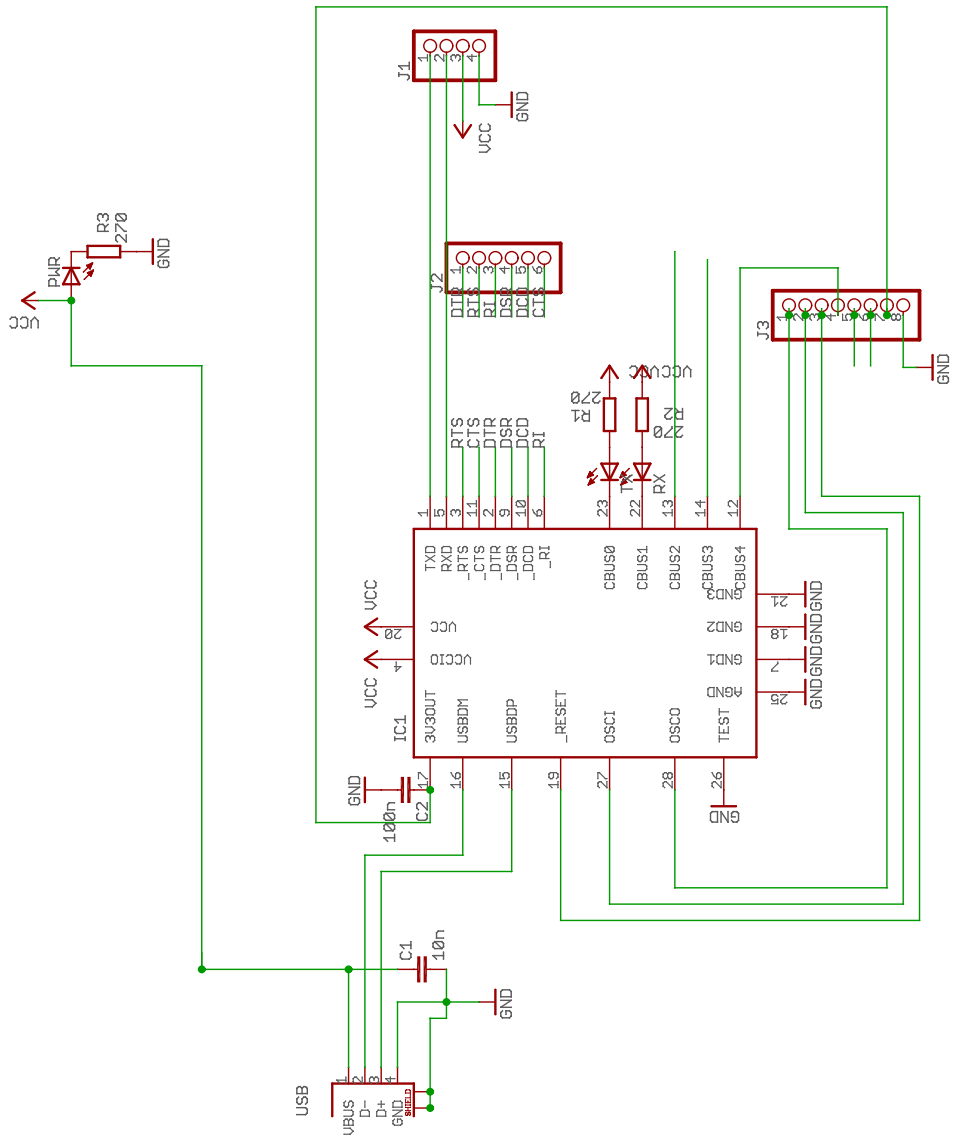 J1
1
2
3
4
GND
VCC
R3
270
PWR
GND
VCC
J2
1
2
3
4
5
6
DTR
RTS
RI
DSR
DCD
CTS
J3
1
2
3
4
5
6
7
8
GND
VCC
VCC
R1
270
R2
270
TX
RX
RTS
CTS
DTR
DSR
DCD
RI
1
5
3
11
2
9
10
6
23
22
13
14
12
TXD
RXD
_RTS
_CTS
_DTR
_DSR
_DCD
_RI
CBUS0
CBUS1
CBUS2
CBUS3
CBUS4
VCC
20
VCC
VCC
4
VCCIO
GND3
21
GND
GND2
18
GND
GND1
7
GND
AGND
25
GND
IC1
3V3OUT
USBDM
USBDP
_RESET
OSCI
OSCO
TEST
17
16
15
19
27
28
26
GND
GND
100n
C2
C1
10n
GND
USB
1
2
3
4
VBUS
D-
D+
GND
SHIELD